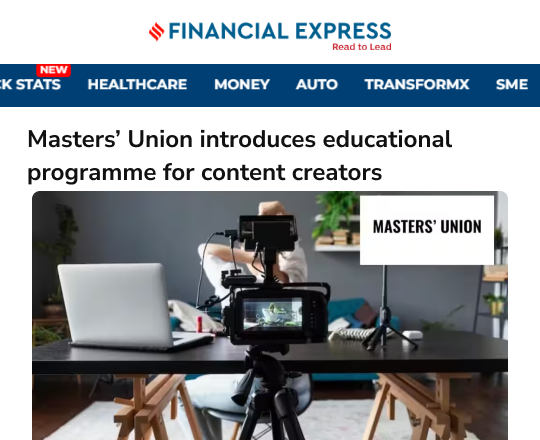 FINANCIAL EXPRESS
Read to Lead
NEW
CK STATS HEALTHCARE MONEY AUTO TRANSFORMX SME
Masters’ Union introduces educational
programme for content creators
MASTERS’ UNION